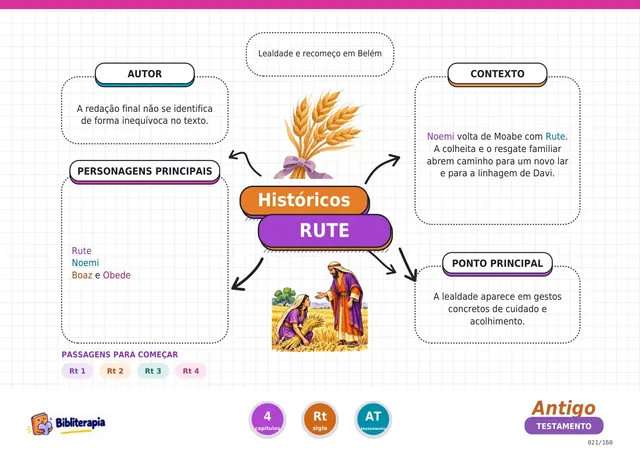 Lealdade e recomeço em Belém
AUTOR
A redação final não se identifica
de forma inequívoca no texto.
CONTEXTO
Noemi volta de Moabe com Rute.
A colheita e o resgate familiar
abrem caminho para um novo lar
e para a linhagem de Davi.
PERSONAGENS PRINCIPAIS
Rute
Noemi
Boaz e Obede
Históricos
RUTE
PONTO PRINCIPAL
A lealdade aparece em gestos
concretos de cuidado e
acolhimento.
PASSAGENS PARA COMEÇAR
Rt 1
Rt 2
Rt 3
Rt 4
Bibliterapia
4
capítulos
Rt
sigla
AT
testamento
Antigo
TESTAMENTO
021/160